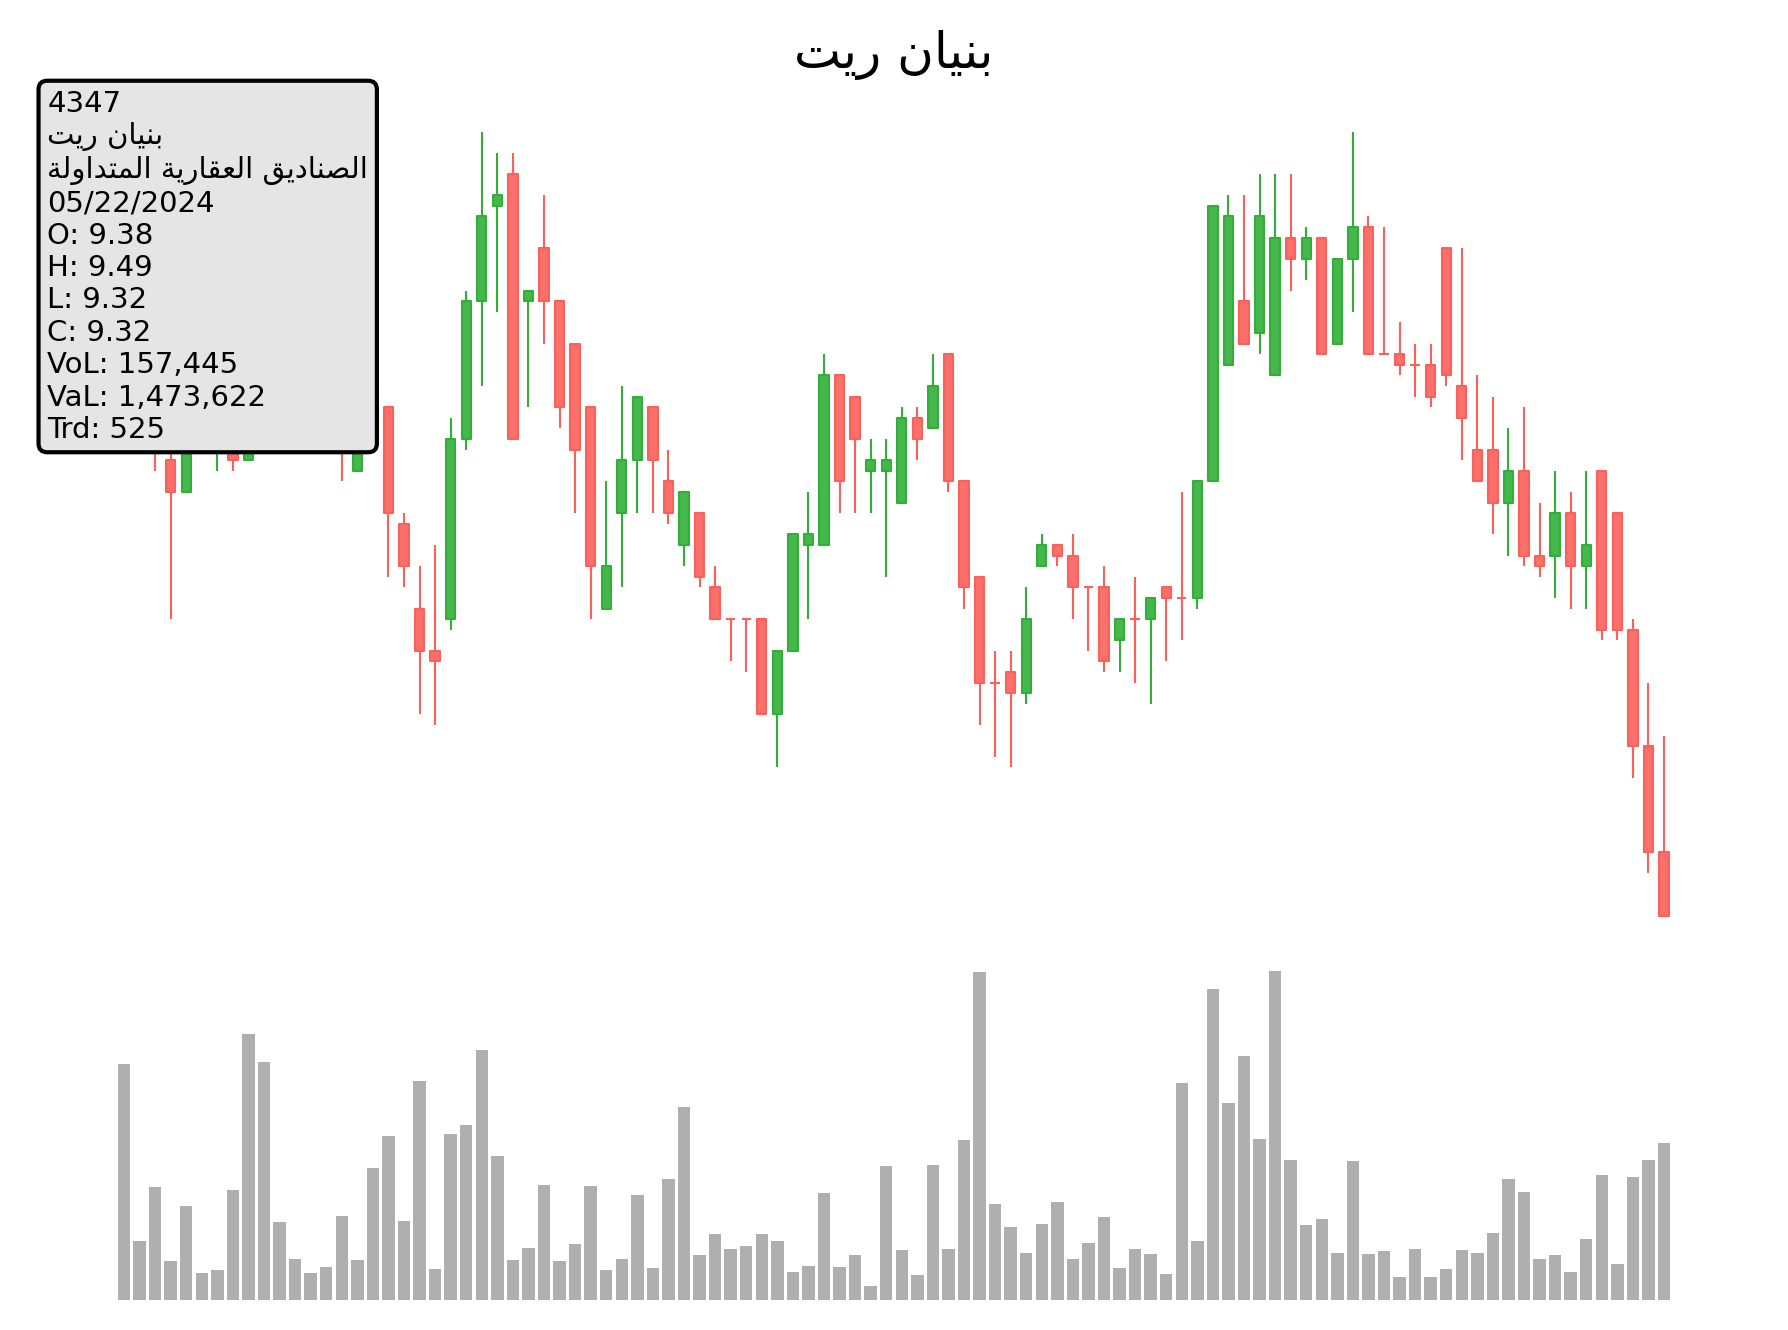 بنيان ريت
4347
بنيان ريت
الصناديق العقارية المتداولة
05/22/2024
O: 9.38
H: 9.49
L: 9.32
C: 9.32
VoL: 157,445
VaL: 1,473,622
Trd: 525